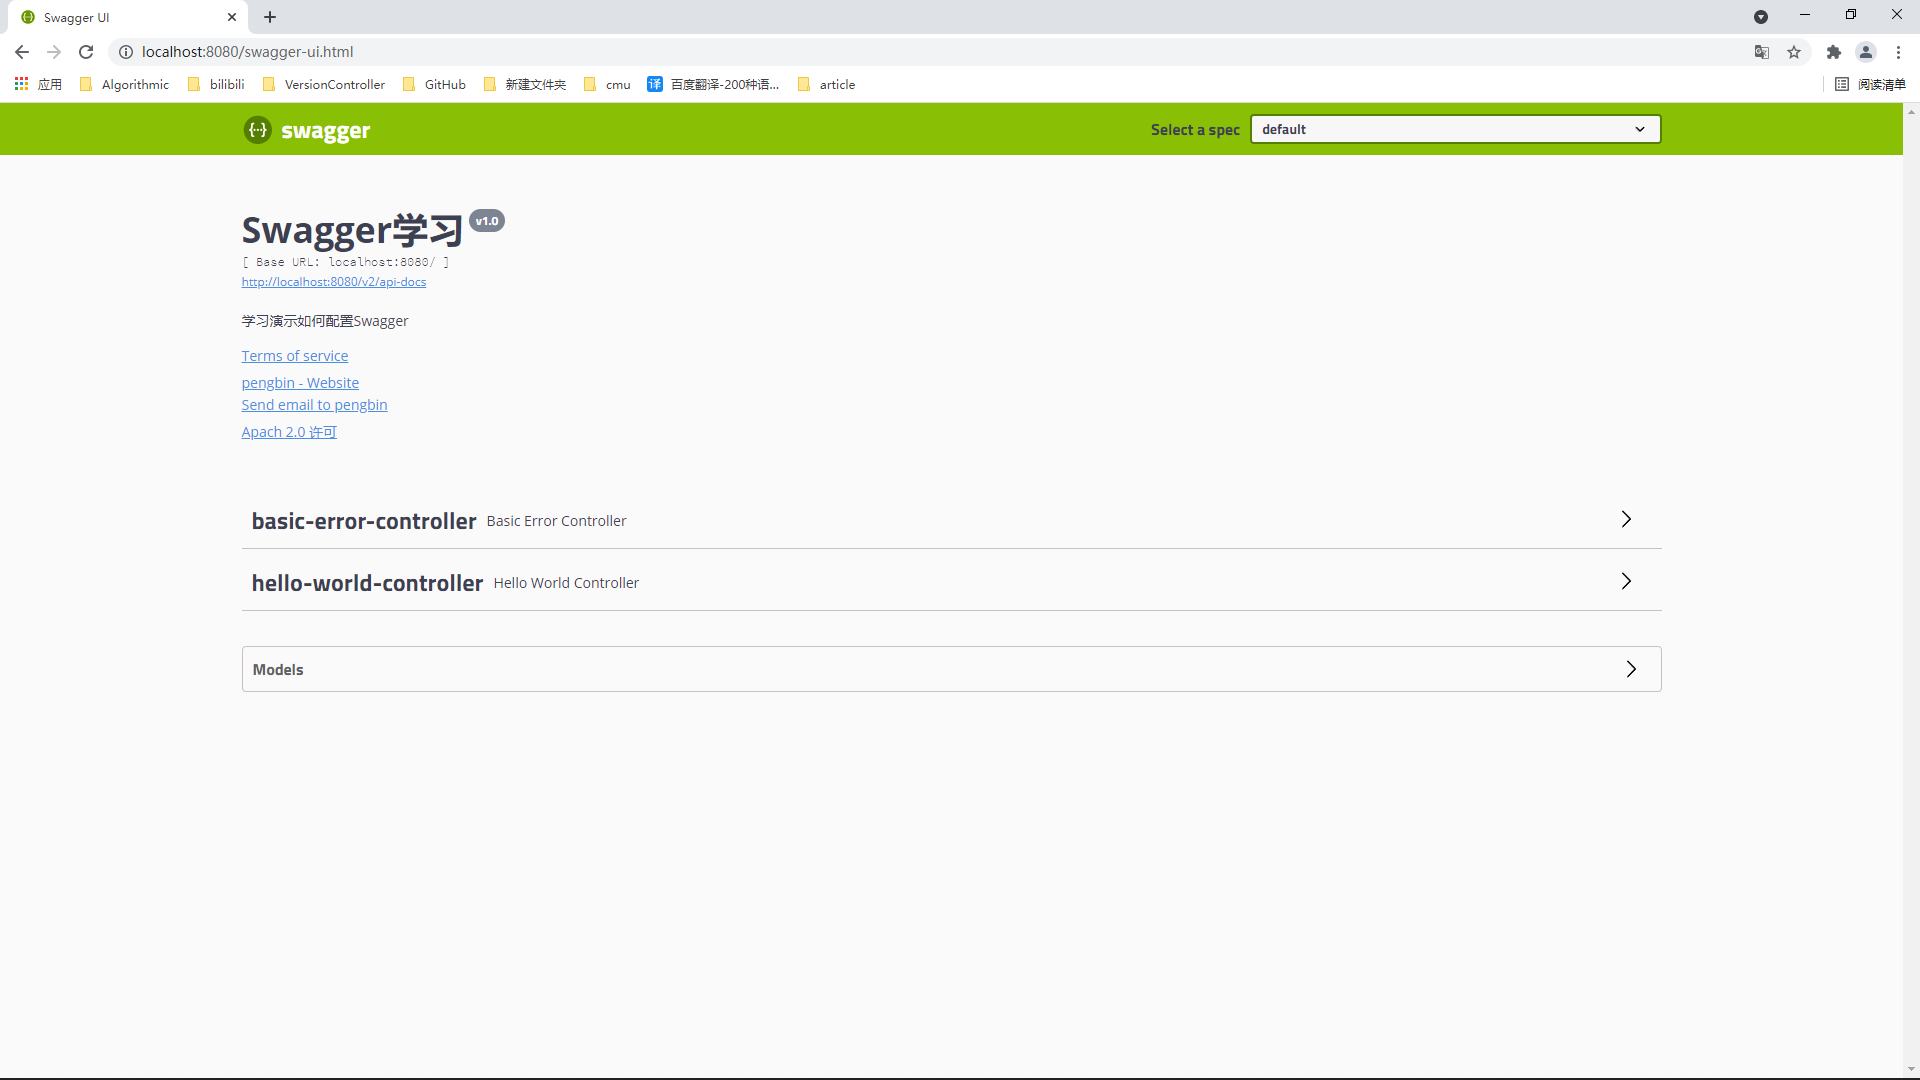 Swagger UI
localhost:8080/swagger-ui.html
应用 Algorithmic bilibili VersionController GitHub 新建文件夹 cmu 译 百度翻译-200种语... article 阅读清单
{··} swagger Select a spec default
Swagger学习 v1.0
[ Base URL: localhost:8080/ ]
http://localhost:8080/v2/api-docs
学习演示如何配置Swagger
Terms of service
pengbin - Website
Send email to pengbin
Apach 2.0 许可
basic-error-controller Basic Error Controller
hello-world-controller Hello World Controller
Models